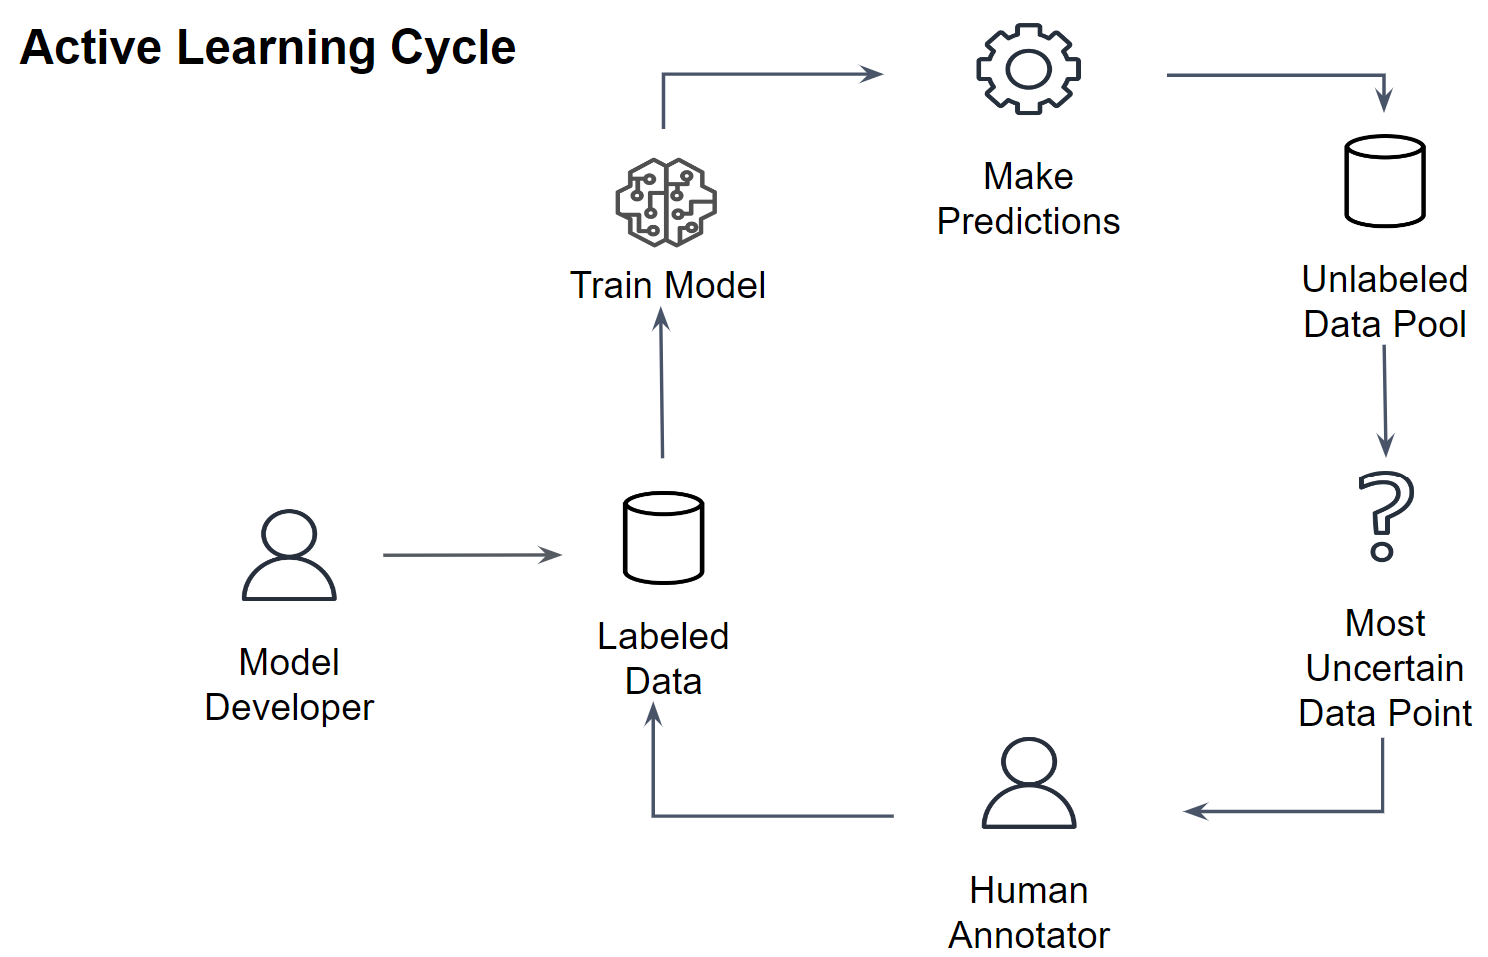 Active Learning Cycle
Make
Predictions
Unlabeled
Data Pool
Train Model
Model
Developer
Labeled
Data
Most
Uncertain
Data Point
Human
Annotator